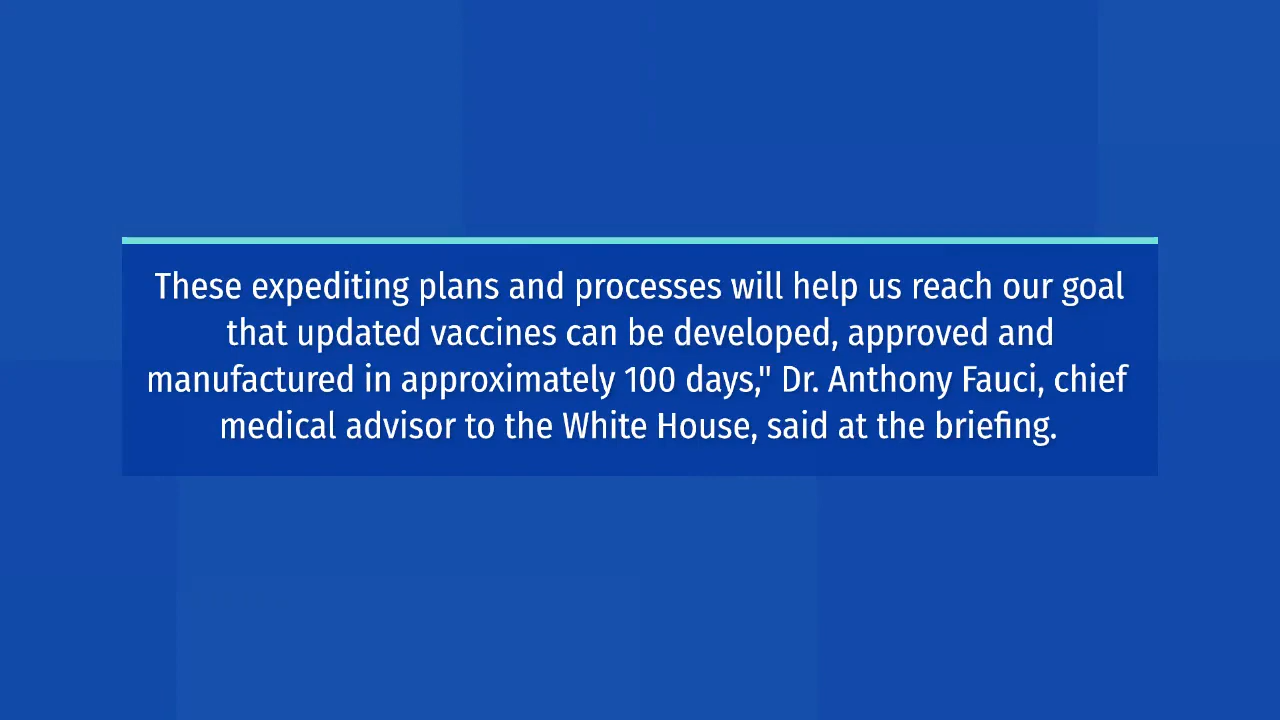 These expediting plans and processes will help us reach our goal
that updated vaccines can be developed, approved and
manufactured in approximately 100 days," Dr. Anthony Fauci, chief
medical advisor to the White House, said at the briefing.